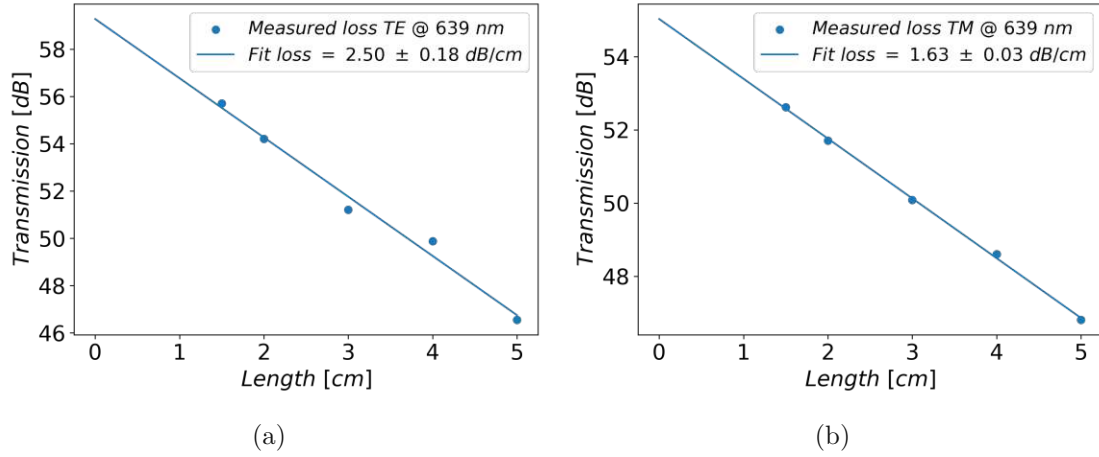 Measured loss TE @ 639 nm
Fit loss = 2.50 ± 0.18 dB/cm
Transmission [dB]
58
56
54
52
50
48
46
0 1 2 3 4 5
Length [cm]
(a)
Measured loss TM @ 639 nm
Fit loss = 1.63 ± 0.03 dB/cm
Transmission [dB]
54
52
50
48
0 1 2 3 4 5
Length [cm]
(b)